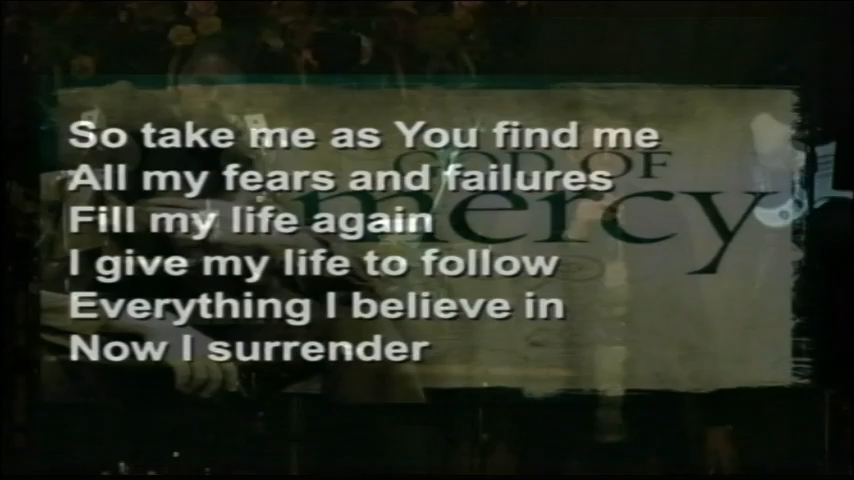 So take me as You find me
All my fears and failures
Fill my life again
I give my life to follow
Everything I believe in
Now I surrender
GOD OF
mercy